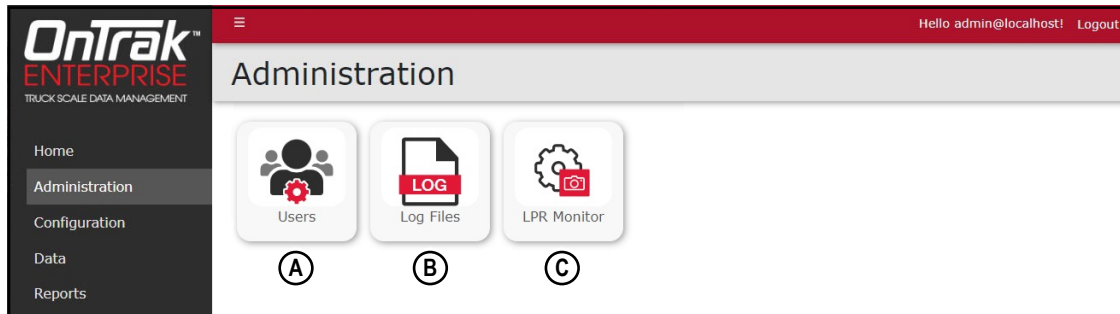 OnTrak™
ENTERPRISE
TRUCK SCALE DATA MANAGEMENT
☰
Hello admin@localhost! Logout
Administration
Home
Administration
Configuration
Data
Reports
LOG
Users
Log Files
LPR Monitor
A
B
C